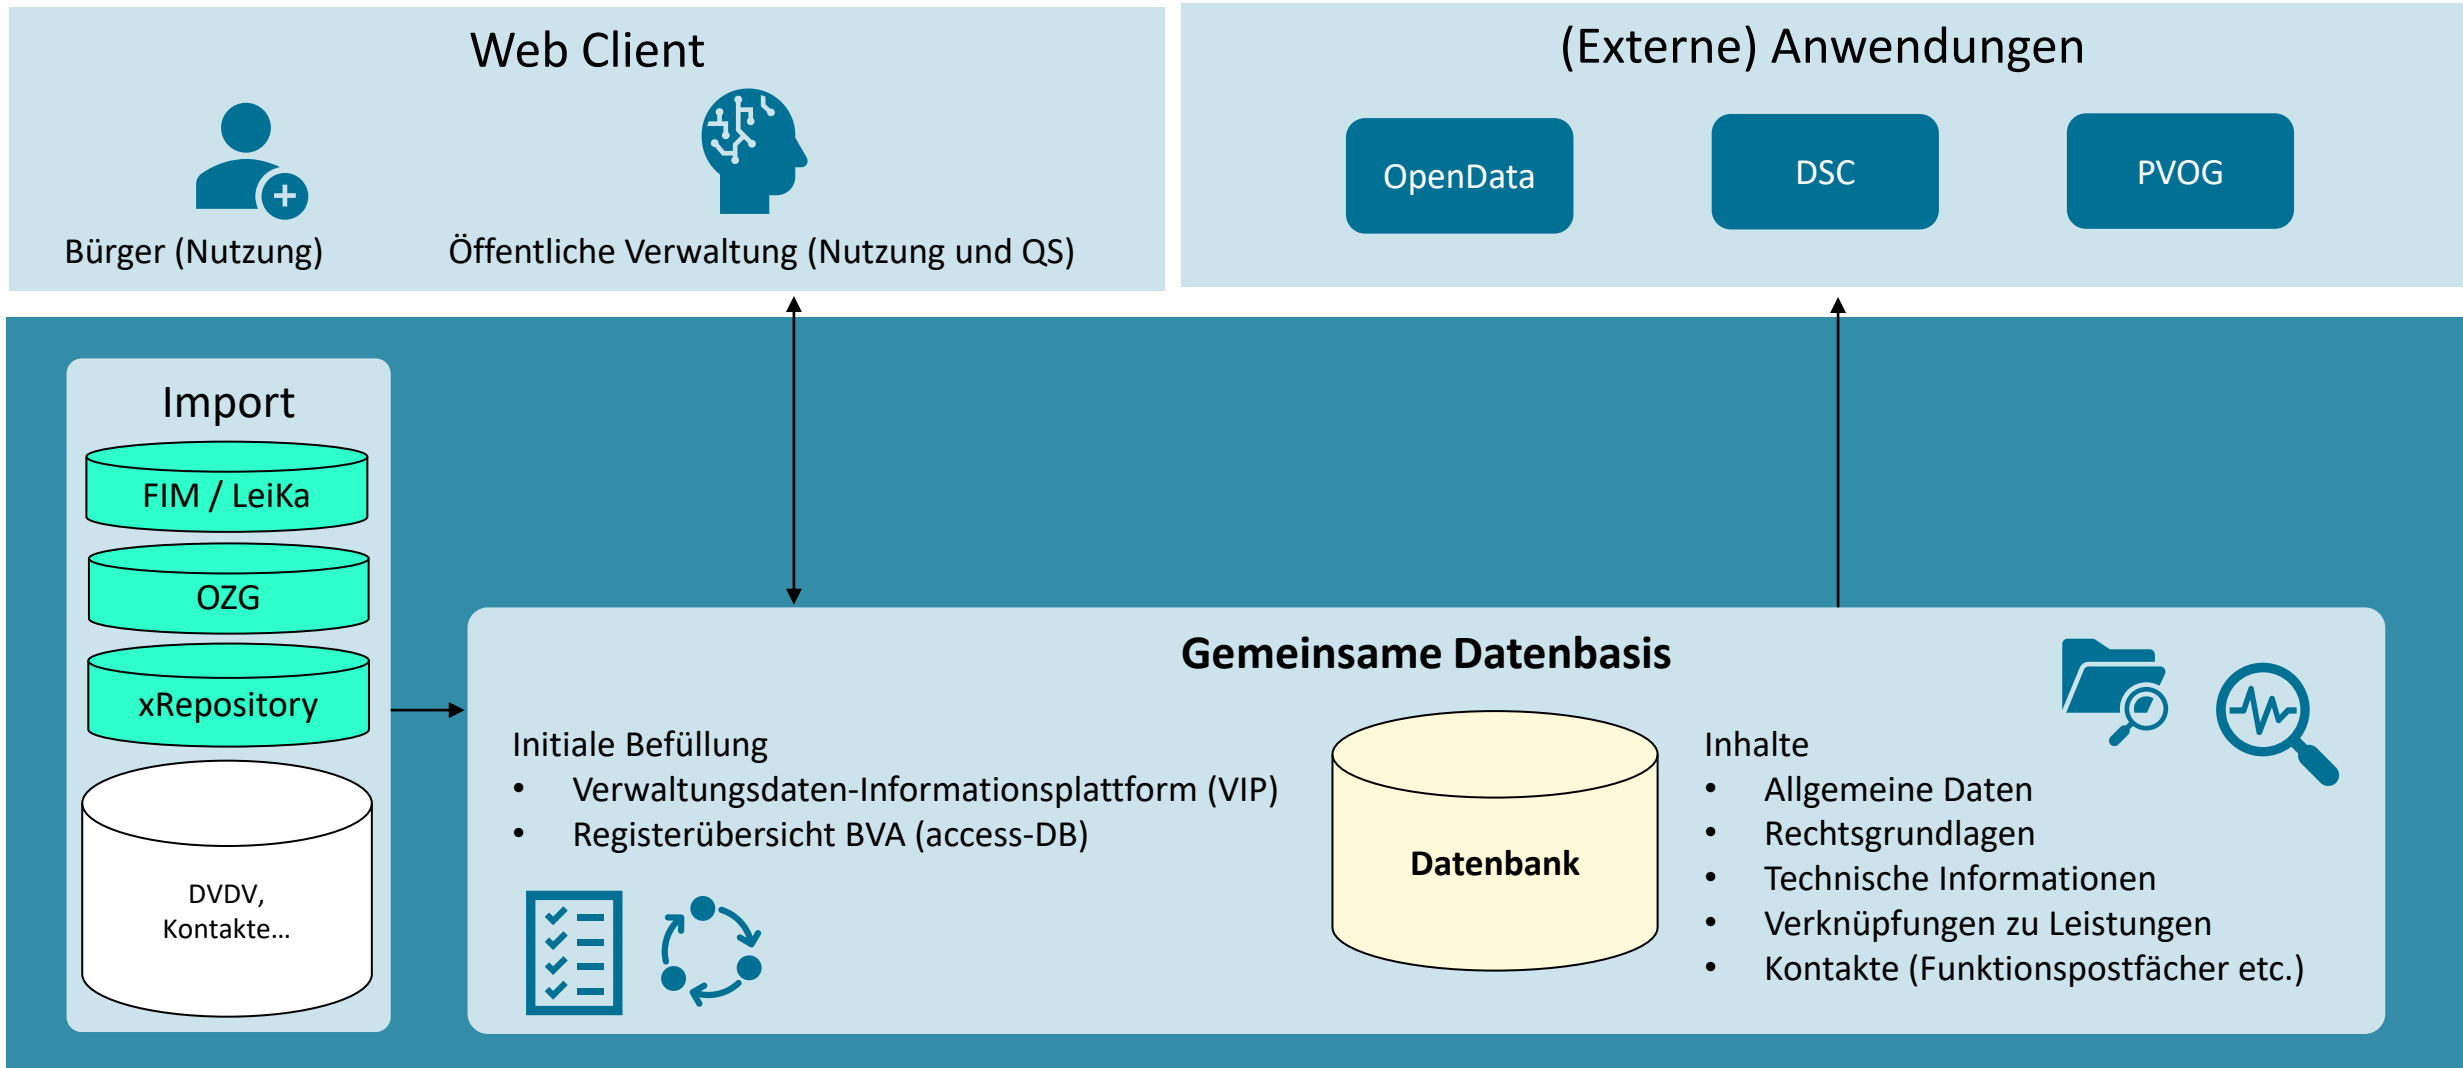 Web Client
Bürger (Nutzung)
Öffentliche Verwaltung (Nutzung und QS)
(Externe) Anwendungen
OpenData
DSC
PVOG
Import
FIM / LeiKa
OZG
xRepository
DVDV,
Kontakte...
Gemeinsame Datenbasis
Initiale Befüllung
• Verwaltungsdaten-Informationsplattform (VIP)
• Registerübersicht BVA (access-DB)
Datenbank
Inhalte
• Allgemeine Daten
• Rechtsgrundlagen
• Technische Informationen
• Verknüpfungen zu Leistungen
• Kontakte (Funktionspostfächer etc.)